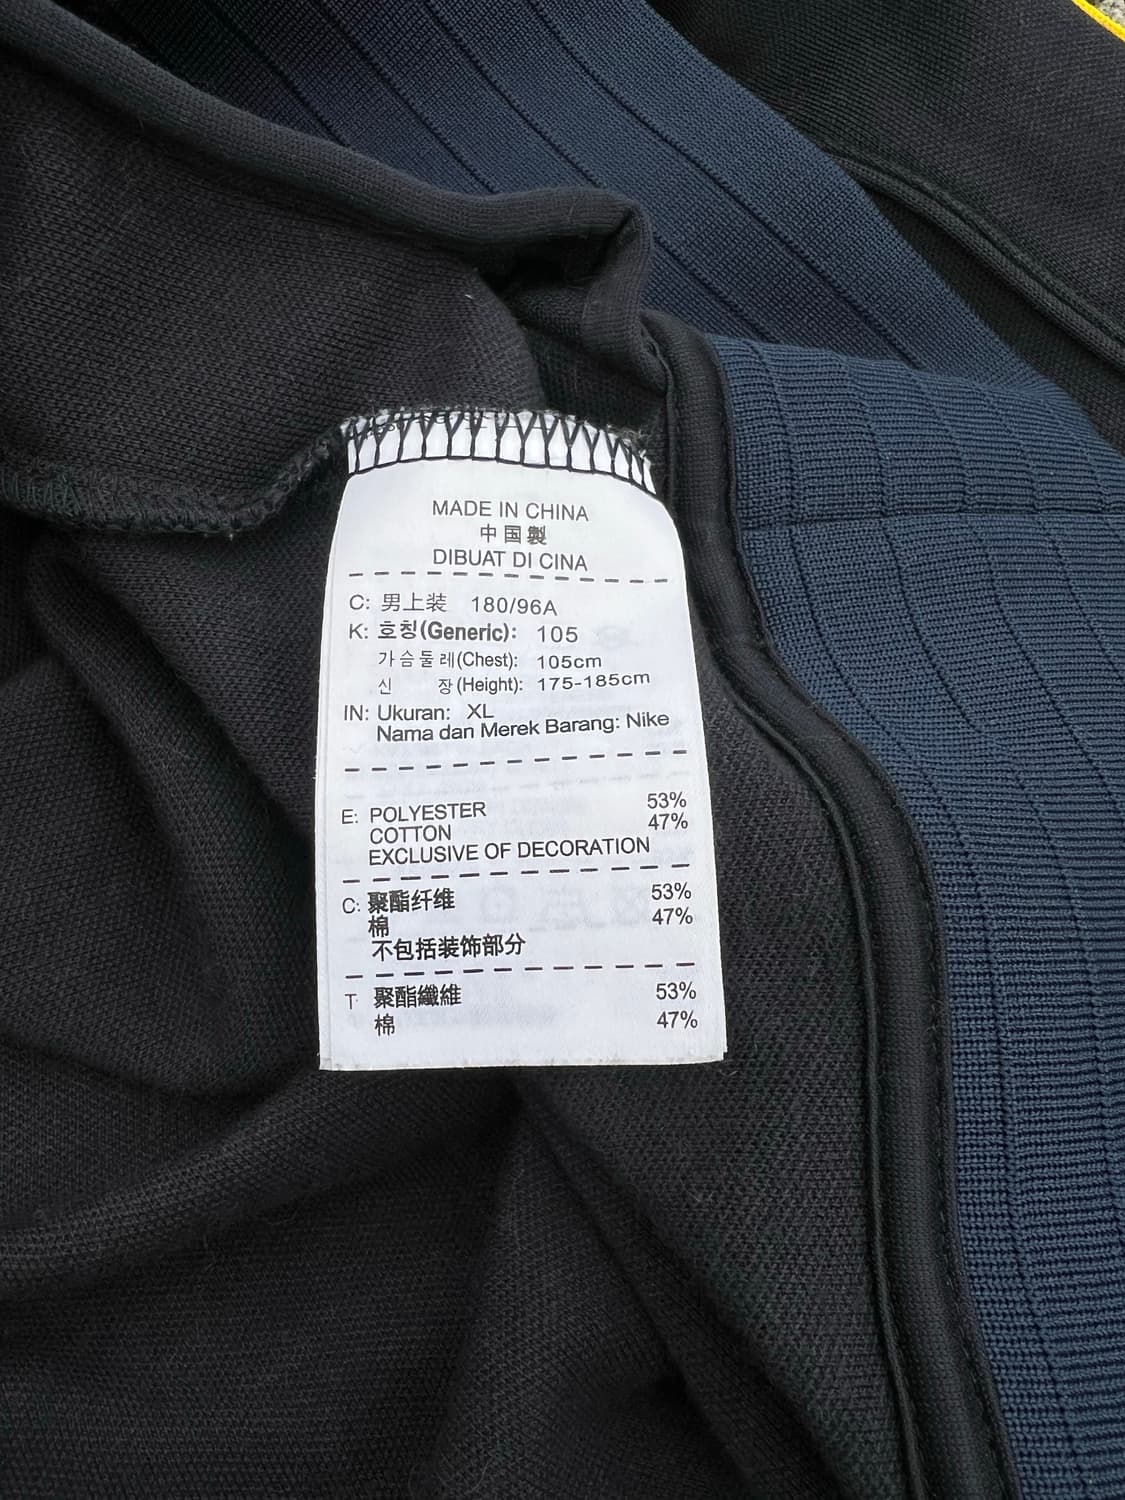 MADE IN CHINA
中国製
DIBUAT DI CINA
C: 男上装 180/96A
K: 호칭(Generic): 105
가슴둘레(Chest): 105cm
신 장(Height): 175-185cm
IN: Ukuran: XL
Nama dan Merek Barang: Nike
E: POLYESTER 53%
COTTON 47%
EXCLUSIVE OF DECORATION
C: 聚酯纤维 53%
棉 47%
不包括装饰部分
T 聚酯纖維 53%
棉 47%